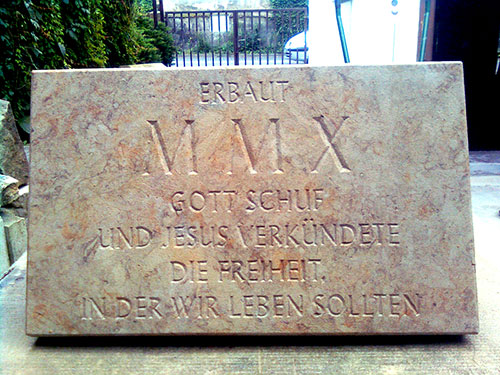 ERBAUT
MMX
GOTT SCHUF
UND JESUS VERKÜNDETE
DIE FREIHEIT,
IN DER WIR LEBEN SOLLTEN